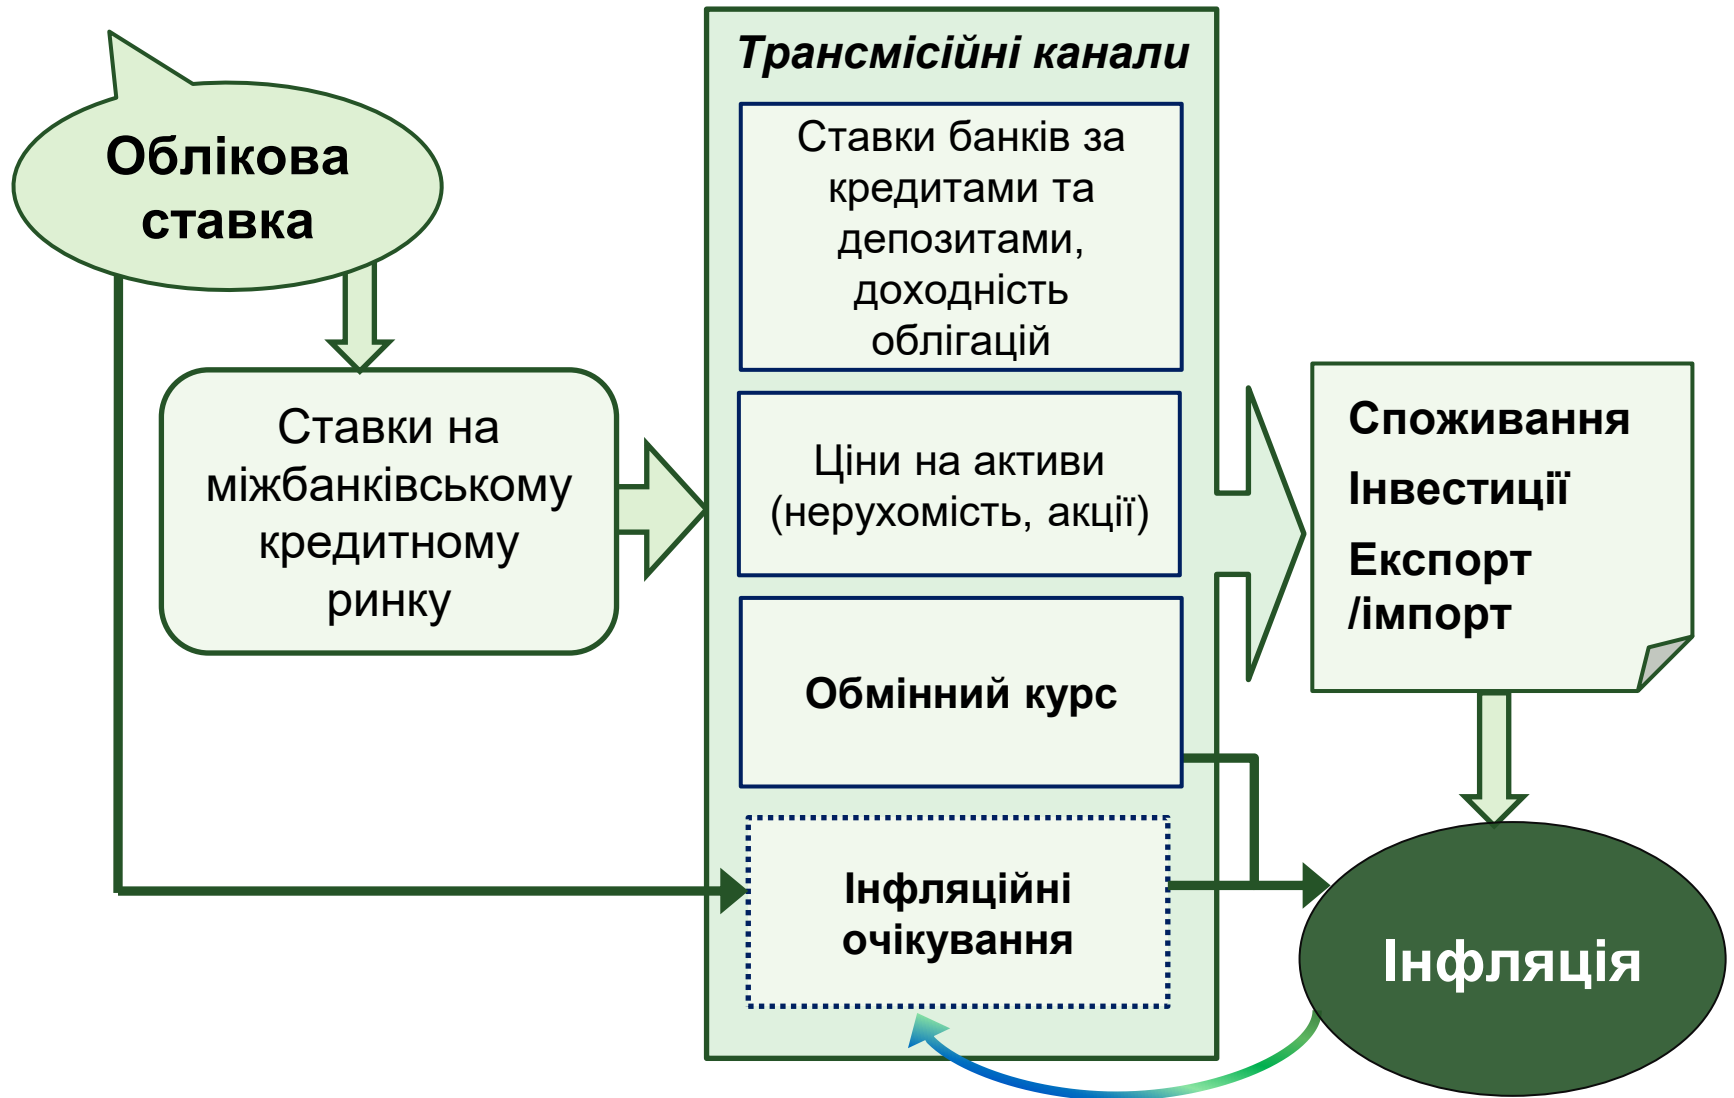 Трансмісійні канали
Облікова
ставка
Ставки банків за
кредитами та
депозитами,
доходність
облігацій
Ставки на
міжбанківському
кредитному
ринку
Ціни на активи
(нерухомість, акції)
Обмінний курс
Інфляційні
очікування
Споживання
Інвестиції
Експорт
/імпорт
Інфляція